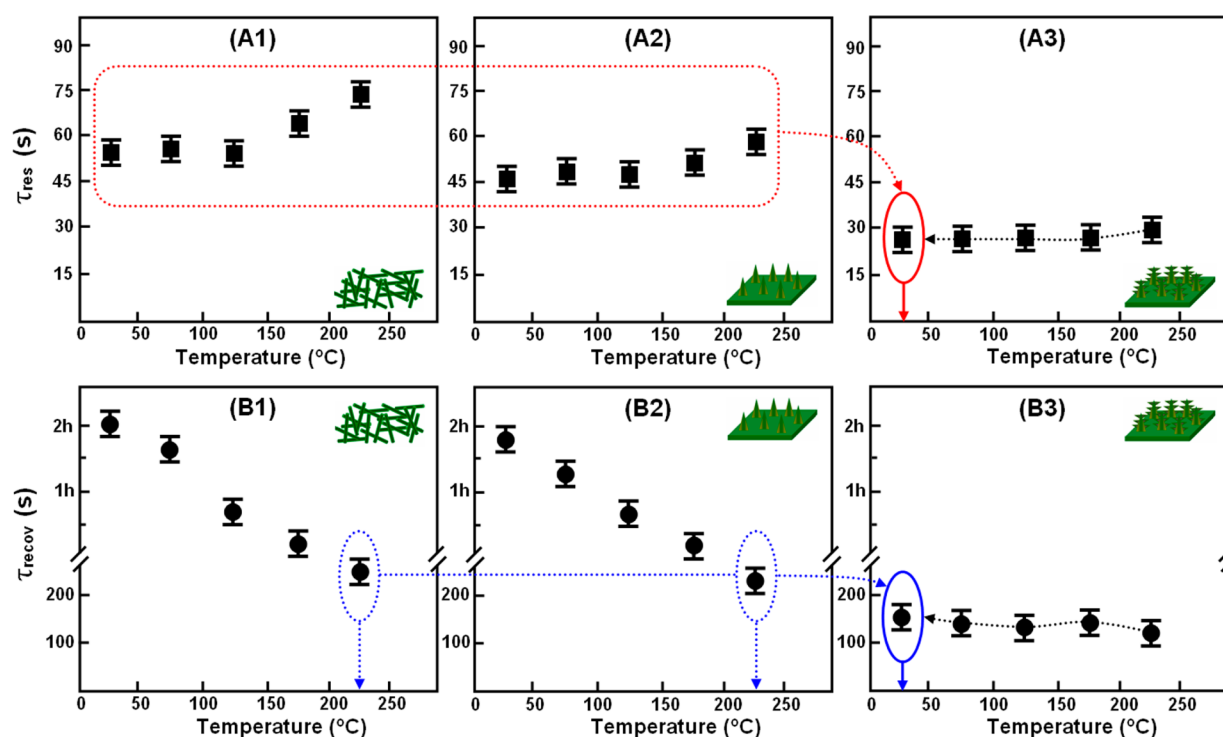 (A1) (A2) (A3)
90 90 90
75 75 75
60 60 60
45 45 45
30 30 30
15 15 15
τres (s)
0 50 100 150 200 250 0 50 100 150 200 250 0 50 100 150 200 250
Temperature (°C) Temperature (°C) Temperature (°C)
(B1) (B2) (B3)
2h 2h 2h
1h 1h 1h
200 200 200
100 100 100
τrecov (s)
0 50 100 150 200 250 0 50 100 150 200 250 0 50 100 150 200 250
Temperature (°C) Temperature (°C) Temperature (°C)